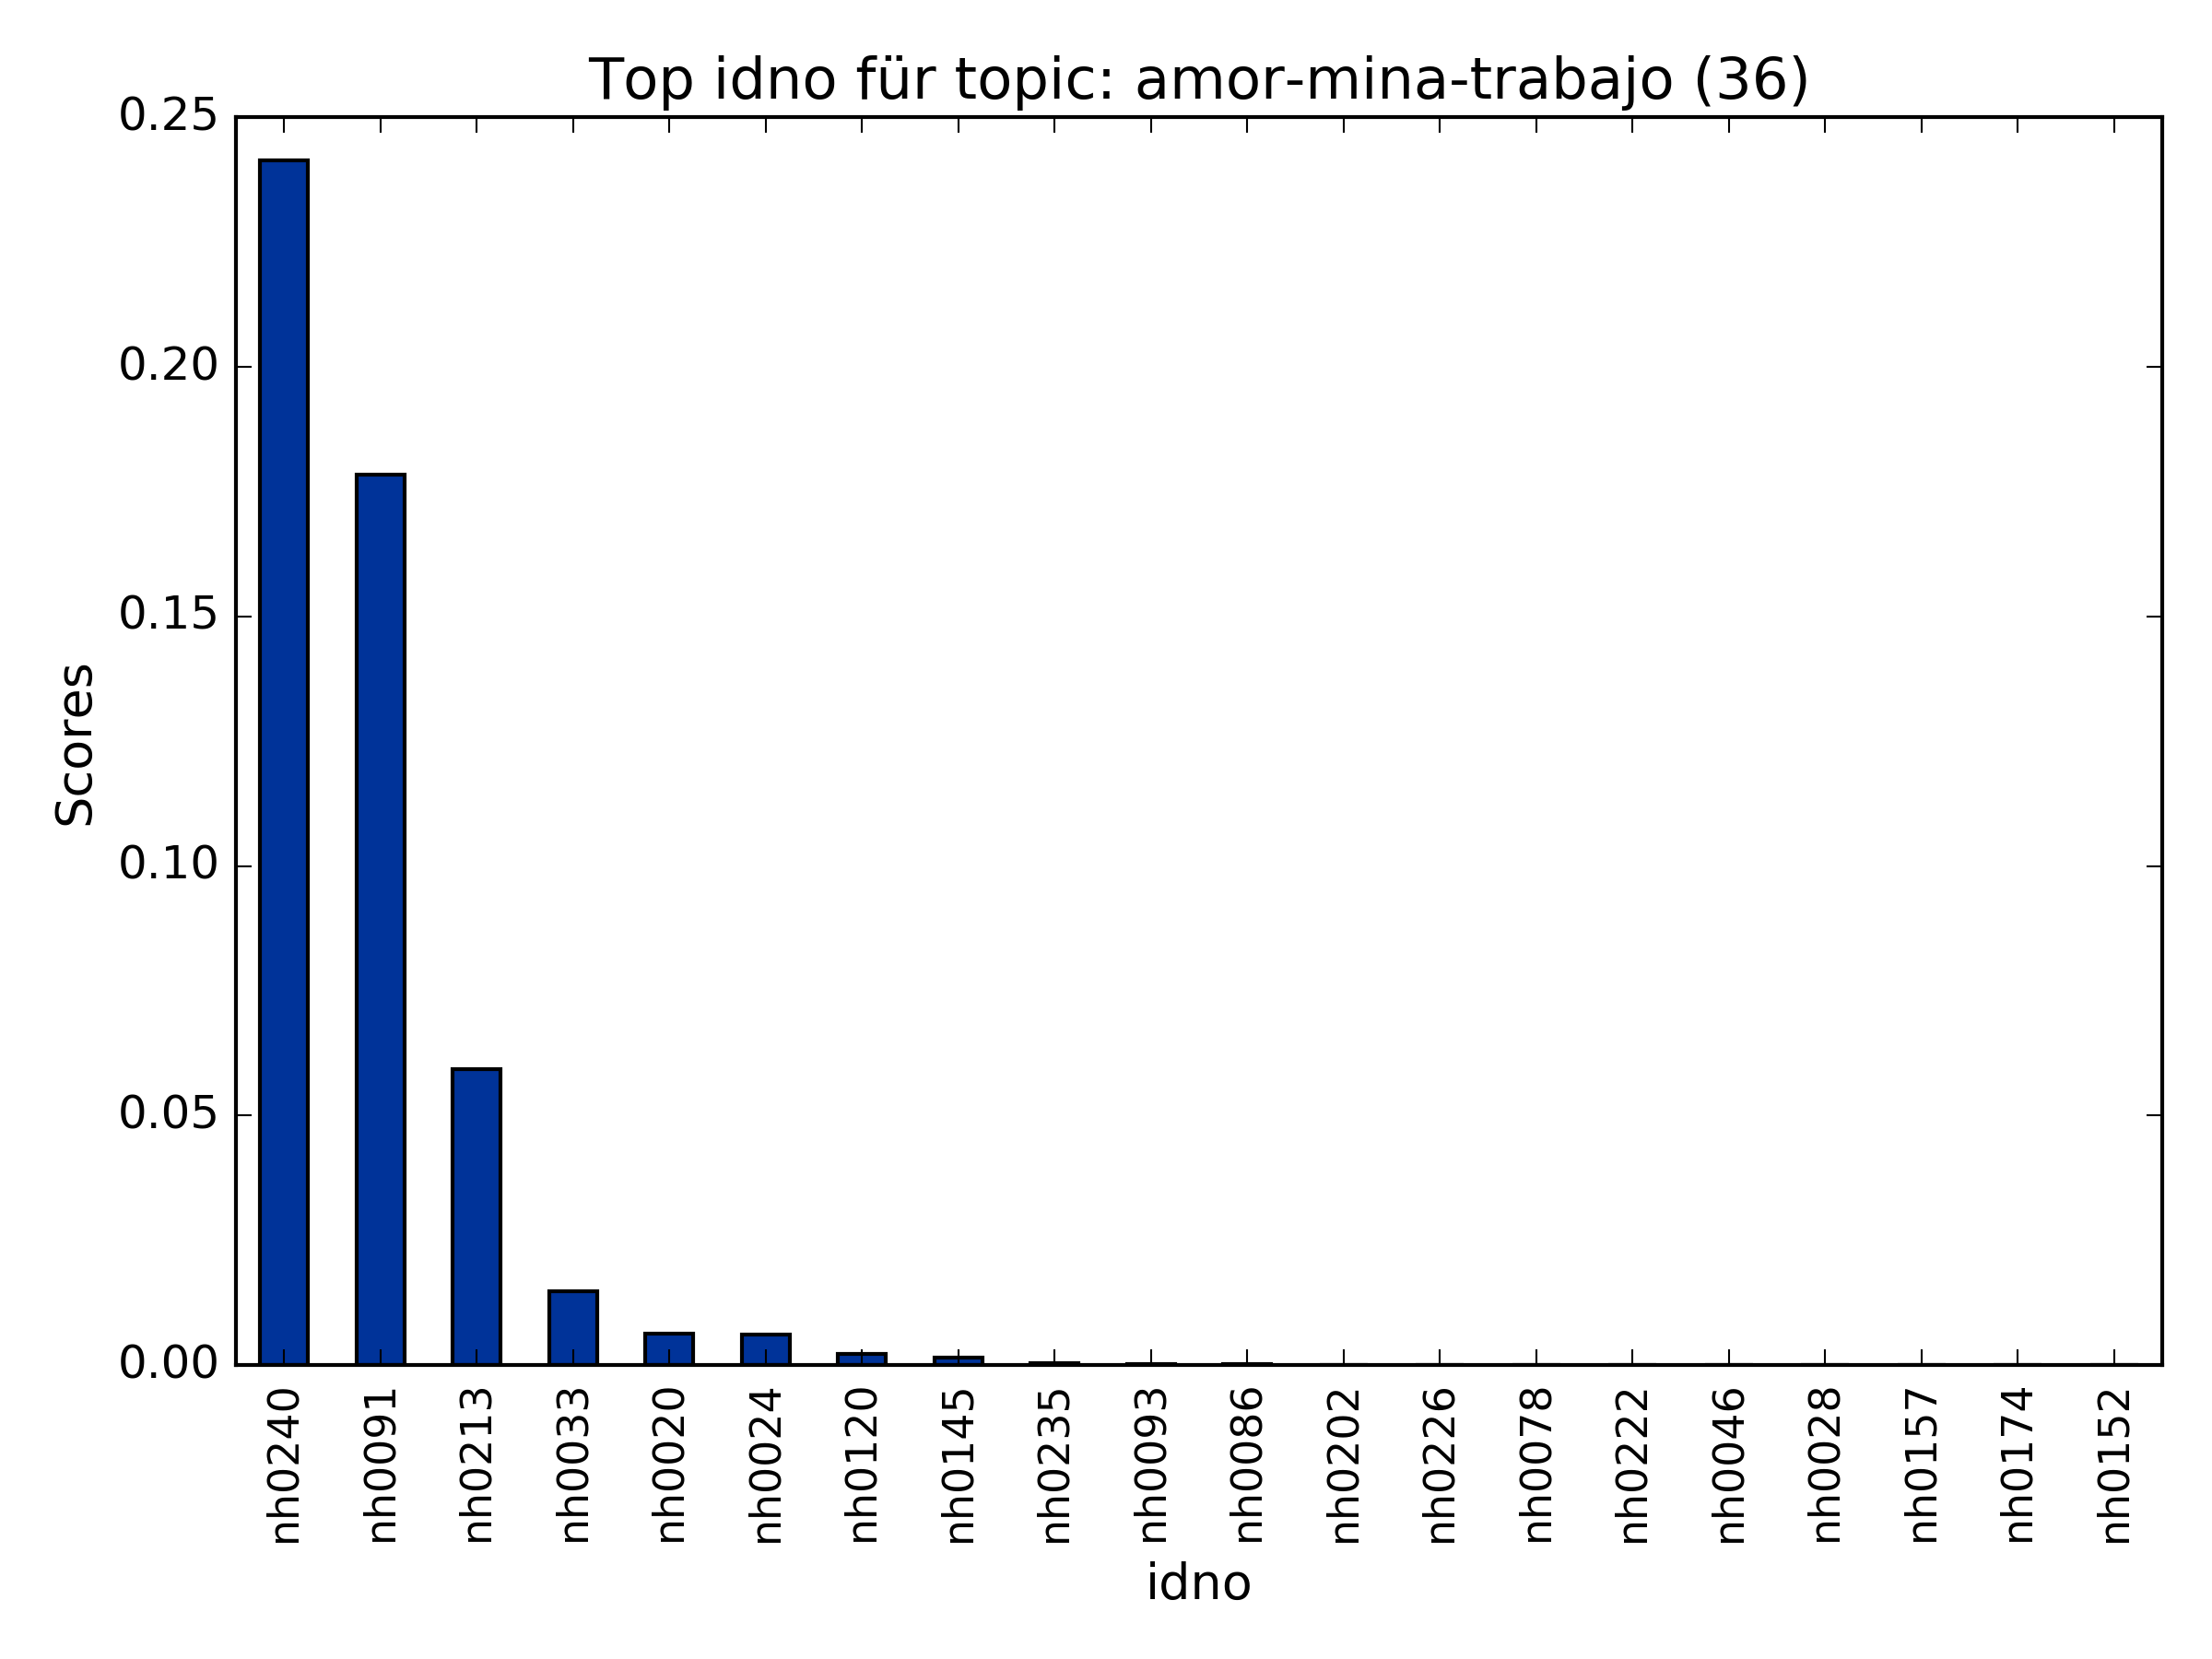 Top idno für topic: amor-mina-trabajo (36)
0.25
0.20
0.15
0.10
0.05
0.00
Scores
nh0240
nh0091
nh0213
nh0033
nh0020
nh0024
nh0120
nh0145
nh0235
nh0093
nh0086
nh0202
nh0226
nh0078
nh0222
nh0046
nh0028
nh0157
nh0174
nh0152
idno